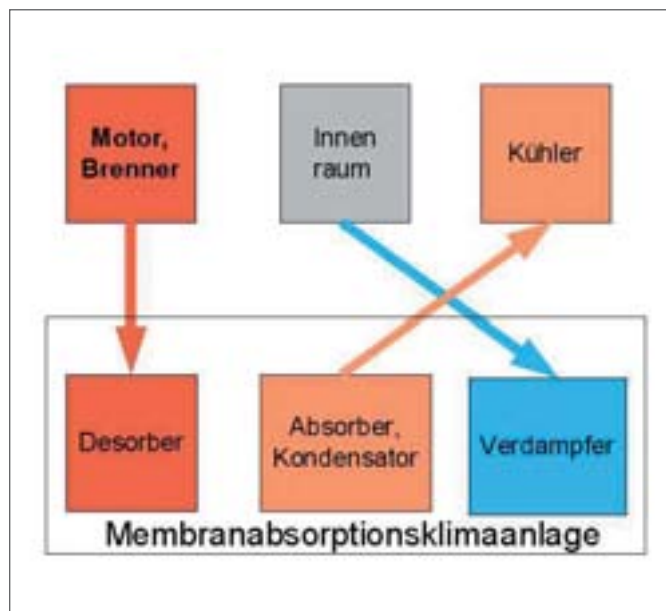 Motor,
Brenner
Innen
raum
Kühler
Desorber
Absorber,
Kondensator
Verdampfer
Membranabsorptionsklimaanlage